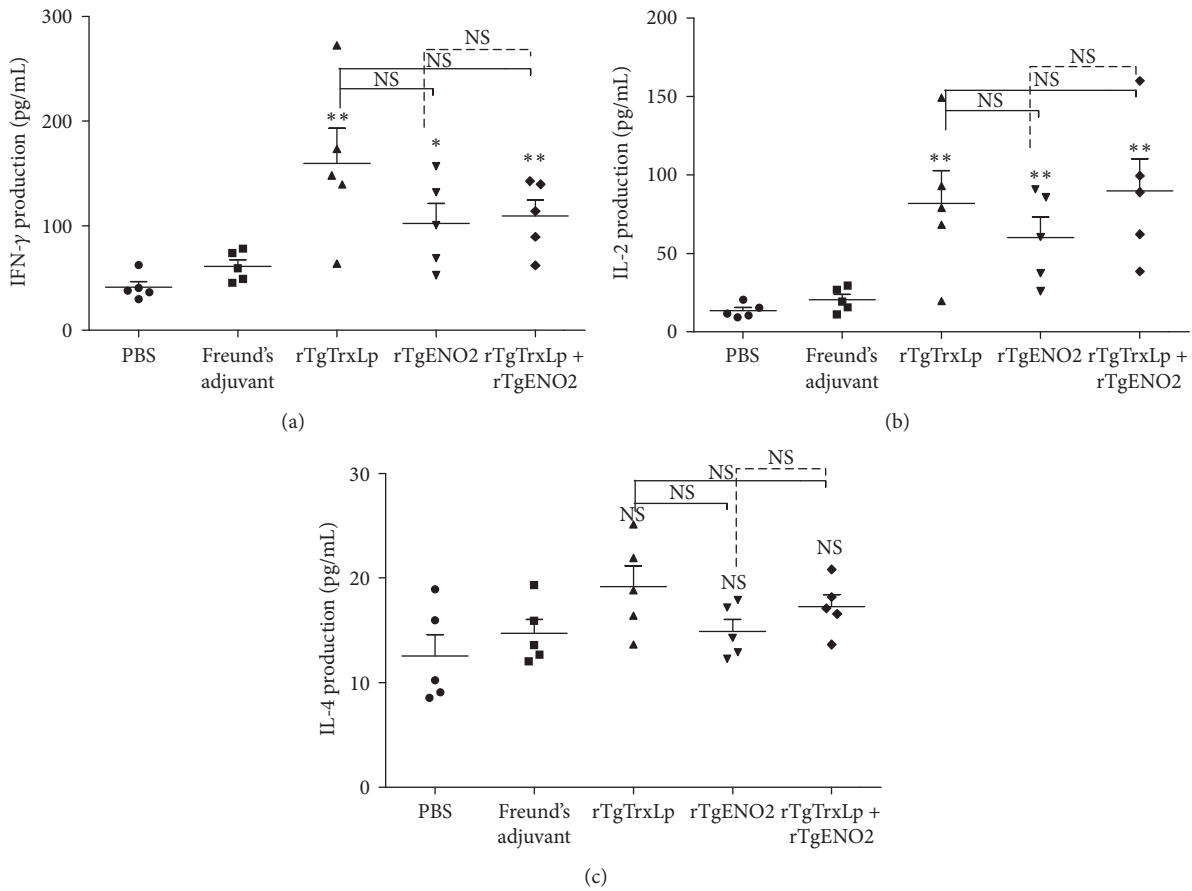 300
200
100
0
IFN-γ production (pg/mL)
NS
NS
NS
**
*
**
PBS
Freund's
adjuvant
rTgTrxLp
rTgENO2
rTgTrxLp +
rTgENO2
(a)
200
150
100
50
0
IL-2 production (pg/mL)
NS
NS
NS
**
**
**
PBS
Freund's
adjuvant
rTgTrxLp
rTgENO2
rTgTrxLp +
rTgENO2
(b)
30
20
10
0
IL-4 production (pg/mL)
NS
NS
NS
NS
NS
NS
PBS
Freund's
adjuvant
rTgTrxLp
rTgENO2
rTgTrxLp +
rTgENO2
(c)